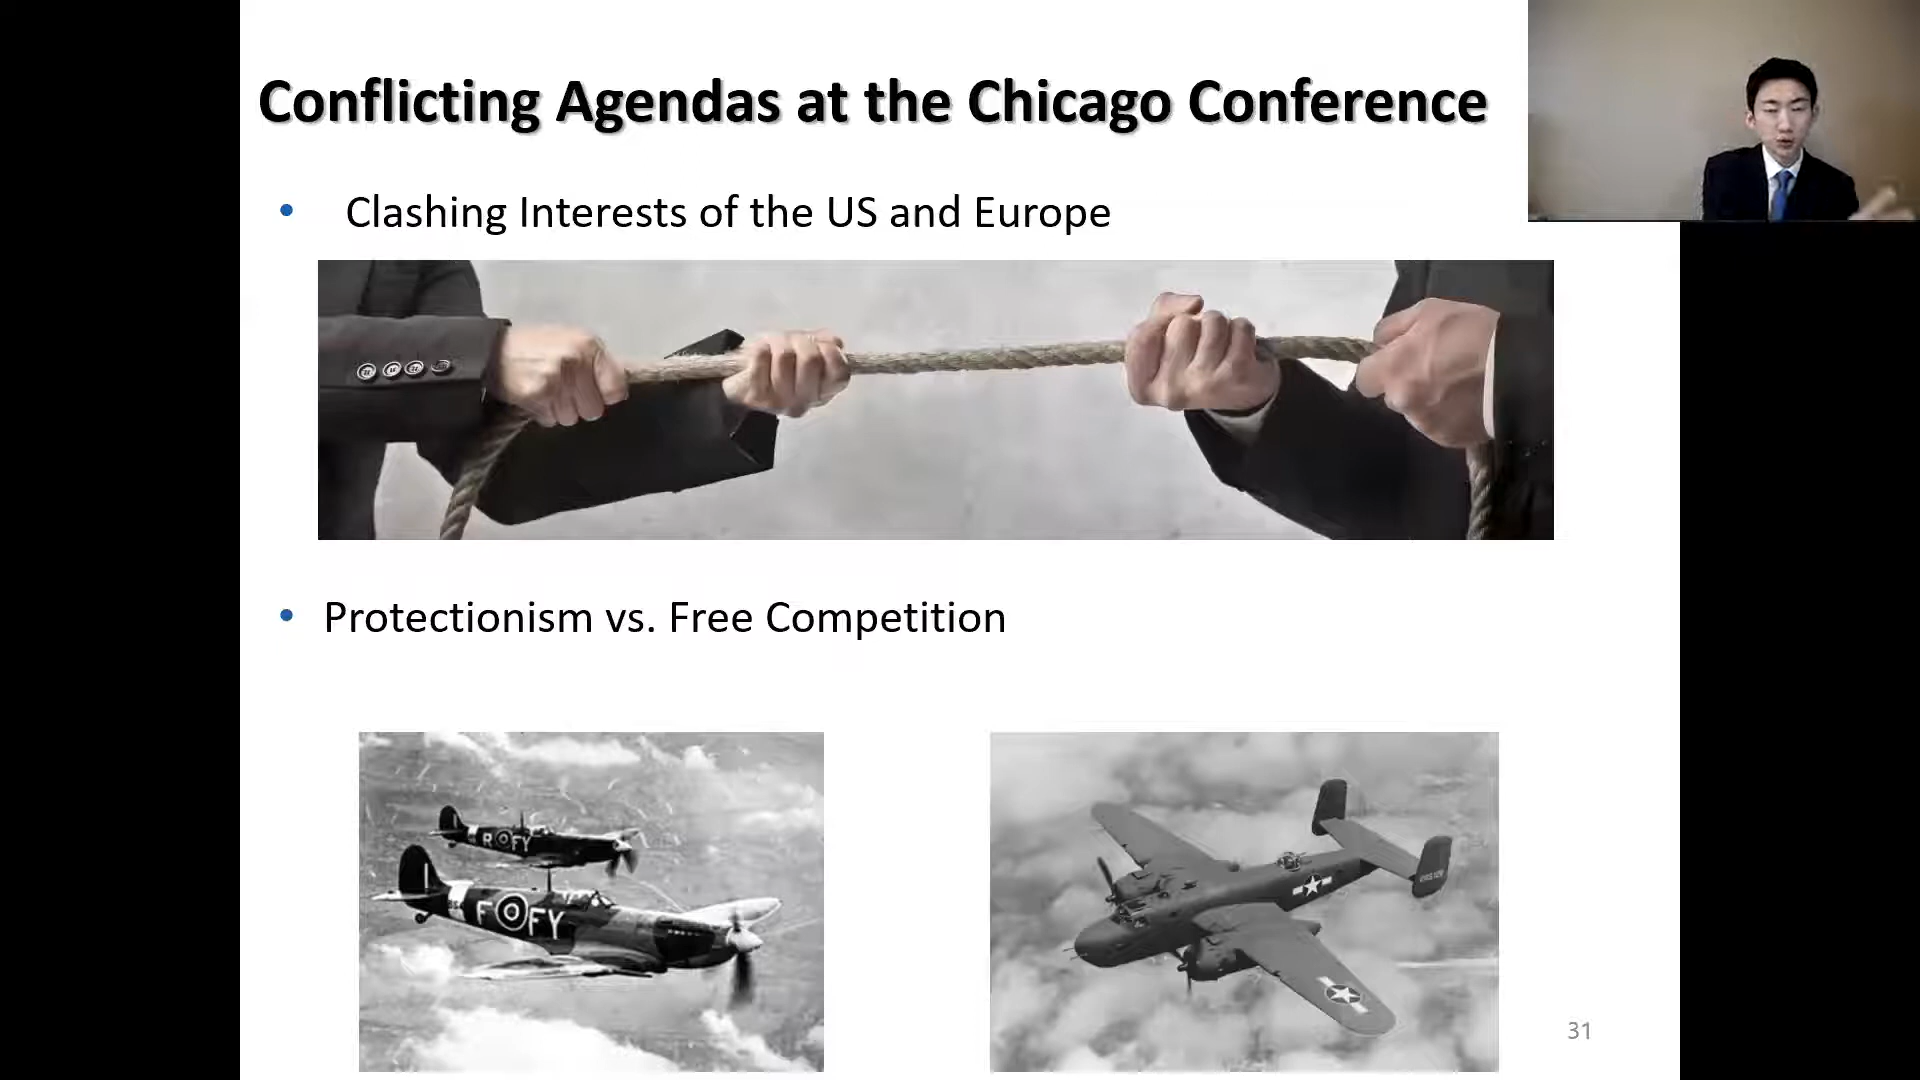 Conflicting Agendas at the Chicago Conference
• Clashing Interests of the US and Europe
• Protectionism vs. Free Competition
R FY
F FY
31